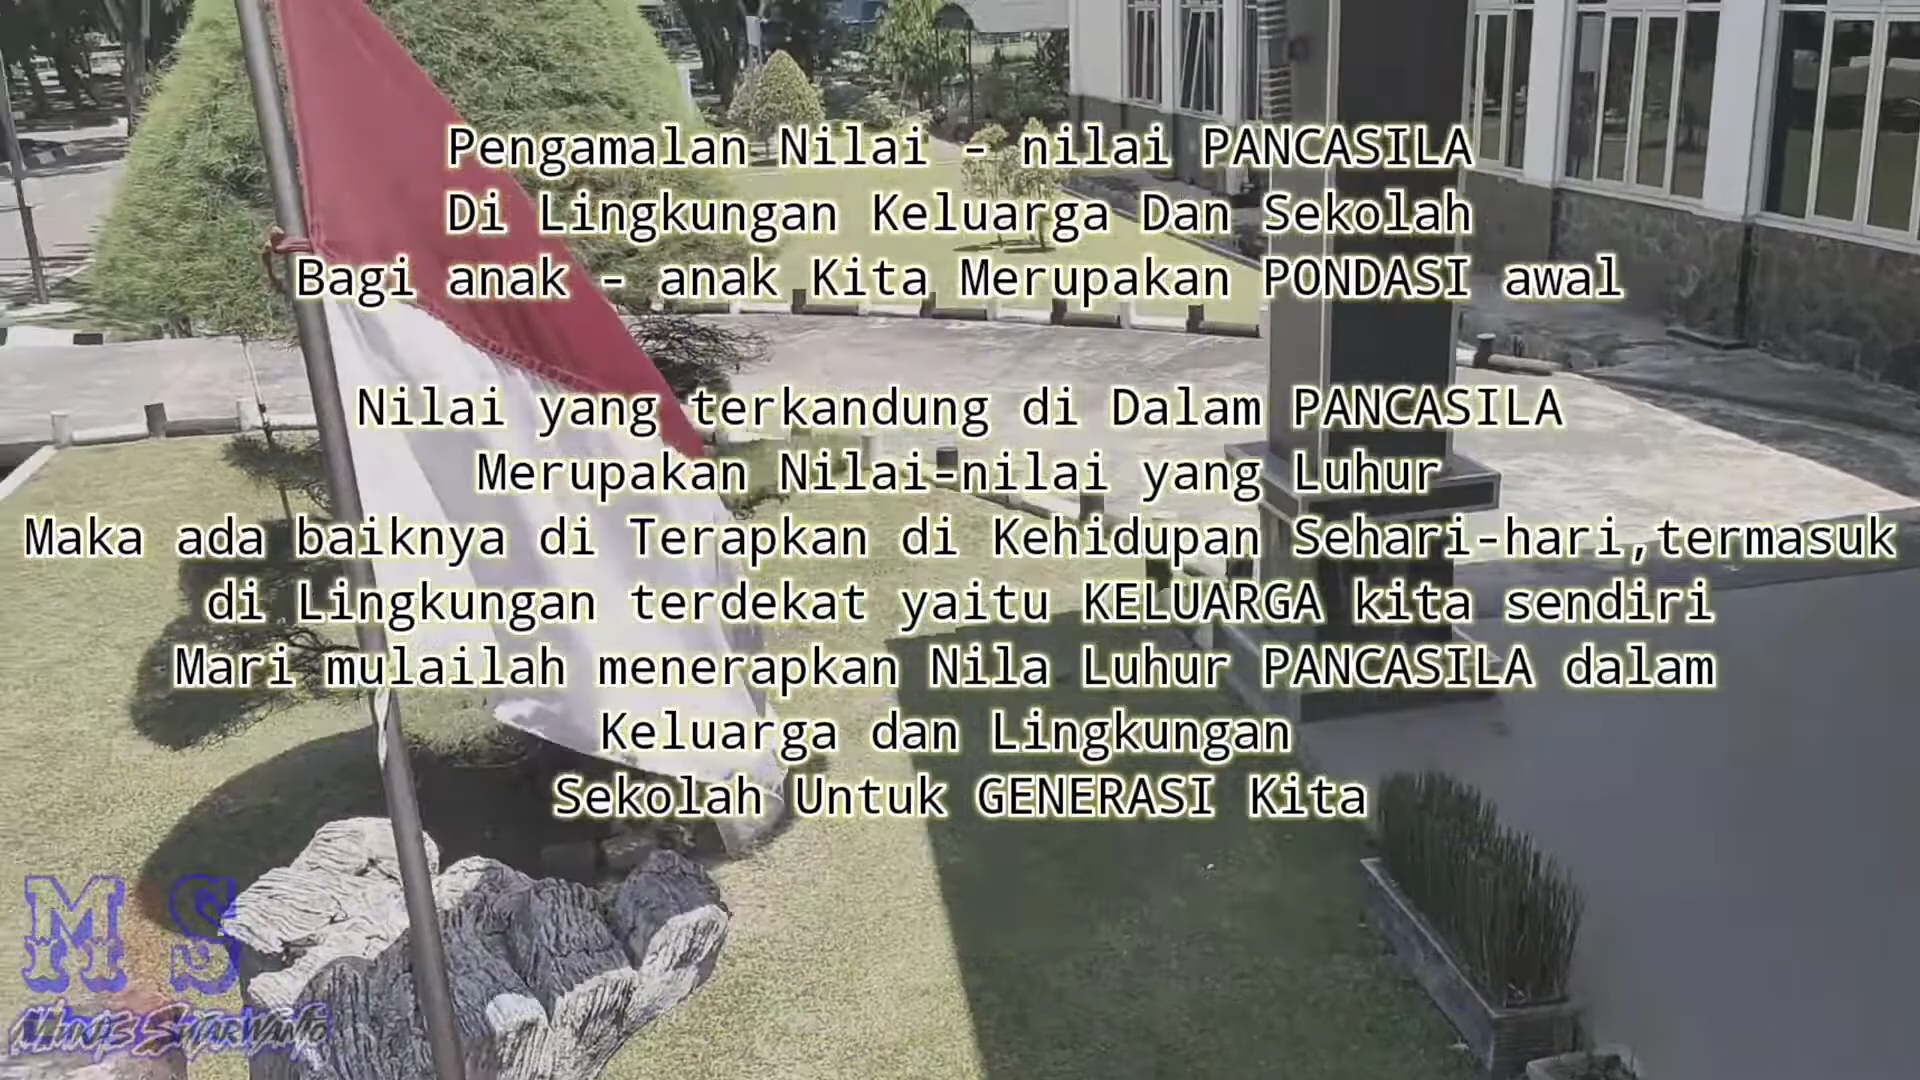 Pengamalan Nilai - nilai PANCASILA
Di Lingkungan Keluarga Dan Sekolah
Bagi anak - anak Kita Merupakan PONDASI awal
Nilai yang terkandung di Dalam PANCASILA
Merupakan Nilai-nilai yang Luhur
Maka ada baiknya di Terapkan di Kehidupan Sehari-hari,termasuk
di Lingkungan terdekat yaitu KELUARGA kita sendiri
Mari mulailah menerapkan Nila Luhur PANCASILA dalam
Keluarga dan Lingkungan
Sekolah Untuk GENERASI Kita
M S